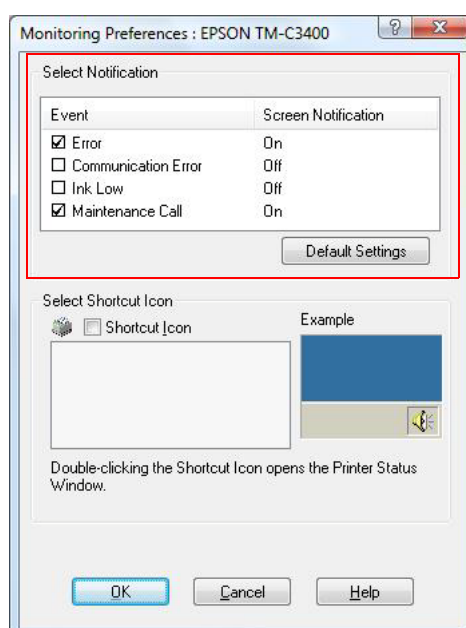 Monitoring Preferences : EPSON TM-C3400
Select Notification
Event Screen Notification
Error On
Communication Error Off
Ink Low Off
Maintenance Call On
Default Settings
Select Shortcut Icon
Shortcut Icon
Example
Double-clicking the Shortcut Icon opens the Printer Status
Window.
OK Cancel Help